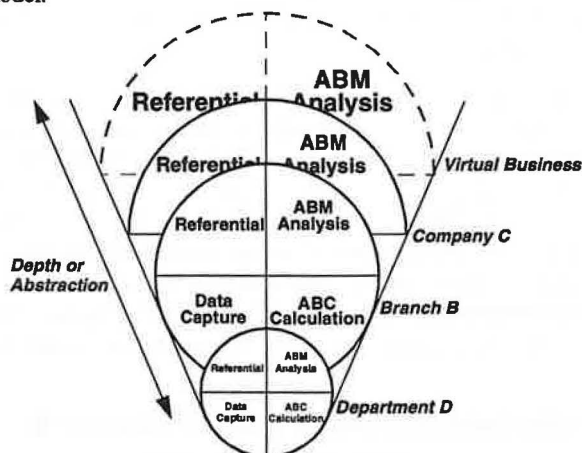 ABM
Referential Analysis
ABM
Referential Analysis
Virtual Business
ABM
Referential Analysis
Company C
Depth or
Abstraction
Data ABC
Capture Calculation
Branch B
ABM
Referential Analysis
Data ABC
Capture Calculation
Department D